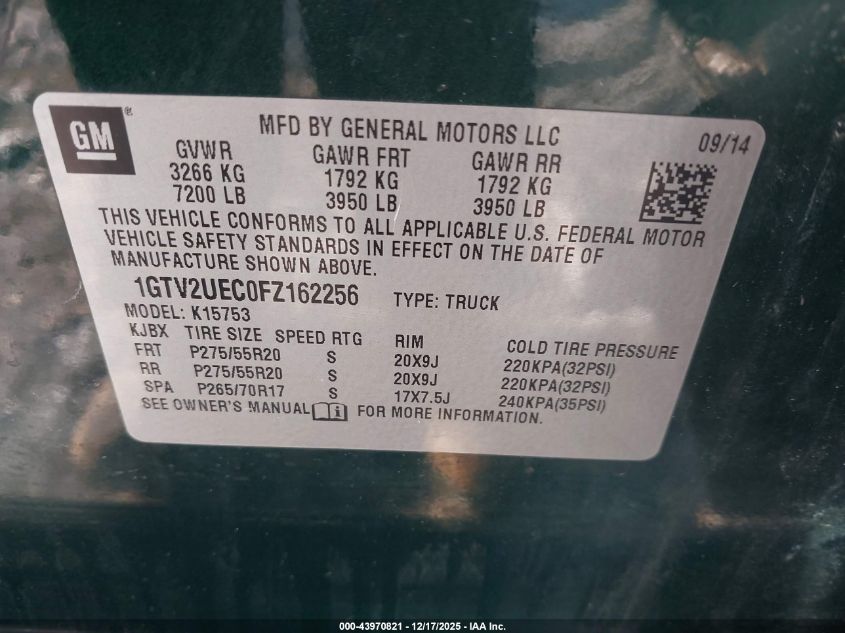 GM
MFD BY GENERAL MOTORS LLC
09/14
GVWR GAWR FRT GAWR RR
3266 KG 1792 KG 1792 KG
7200 LB 3950 LB 3950 LB
THIS VEHICLE CONFORMS TO ALL APPLICABLE U.S. FEDERAL MOTOR
VEHICLE SAFETY STANDARDS IN EFFECT ON THE DATE OF
MANUFACTURE SHOWN ABOVE.
1GTV2UEC0FZ162256 TYPE: TRUCK
MODEL: K15753
KJBX TIRE SIZE SPEED RTG RIM COLD TIRE PRESSURE
FRT P275/55R20 S 20X9J 220KPA(32PSI)
RR P275/55R20 S 20X9J 220KPA(32PSI)
SPA P265/70R17 S 17X7.5J 240KPA(35PSI)
SEE OWNER'S MANUAL FOR MORE INFORMATION.
000-43970821 - 12/17/2025 - IAA Inc.